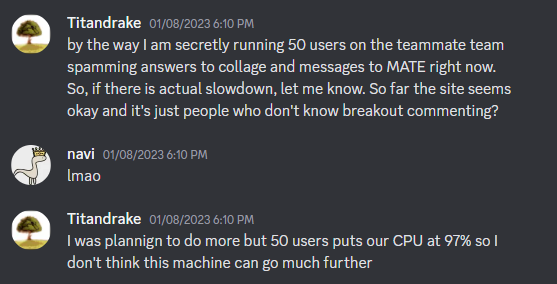 Titandrake 01/08/2023 6:10 PM
by the way I am secretly running 50 users on the teammate team
spamming answers to collage and messages to MATE right now.
So, if there is actual slowdown, let me know. So far the site seems
okay and it's just people who don't know breakout commenting?
navi 01/08/2023 6:10 PM
lmao
Titandrake 01/08/2023 6:10 PM
I was plannign to do more but 50 users puts our CPU at 97% so I
don't think this machine can go much further